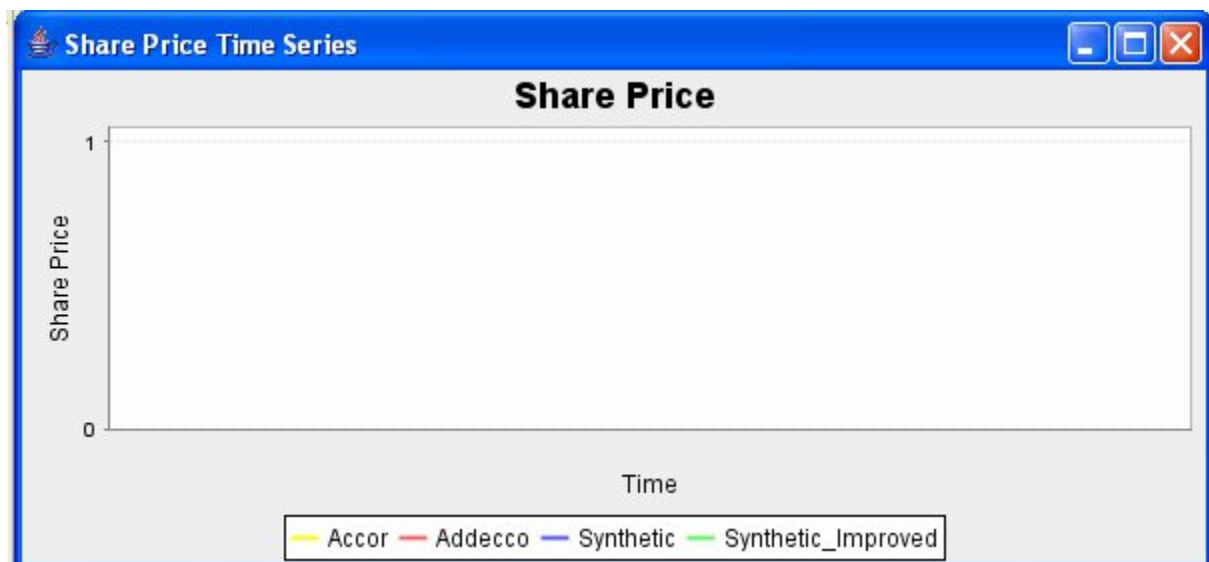 Share Price Time Series
Share Price
1
Share Price
0
Time
Accor Addecco Synthetic Synthetic_Improved